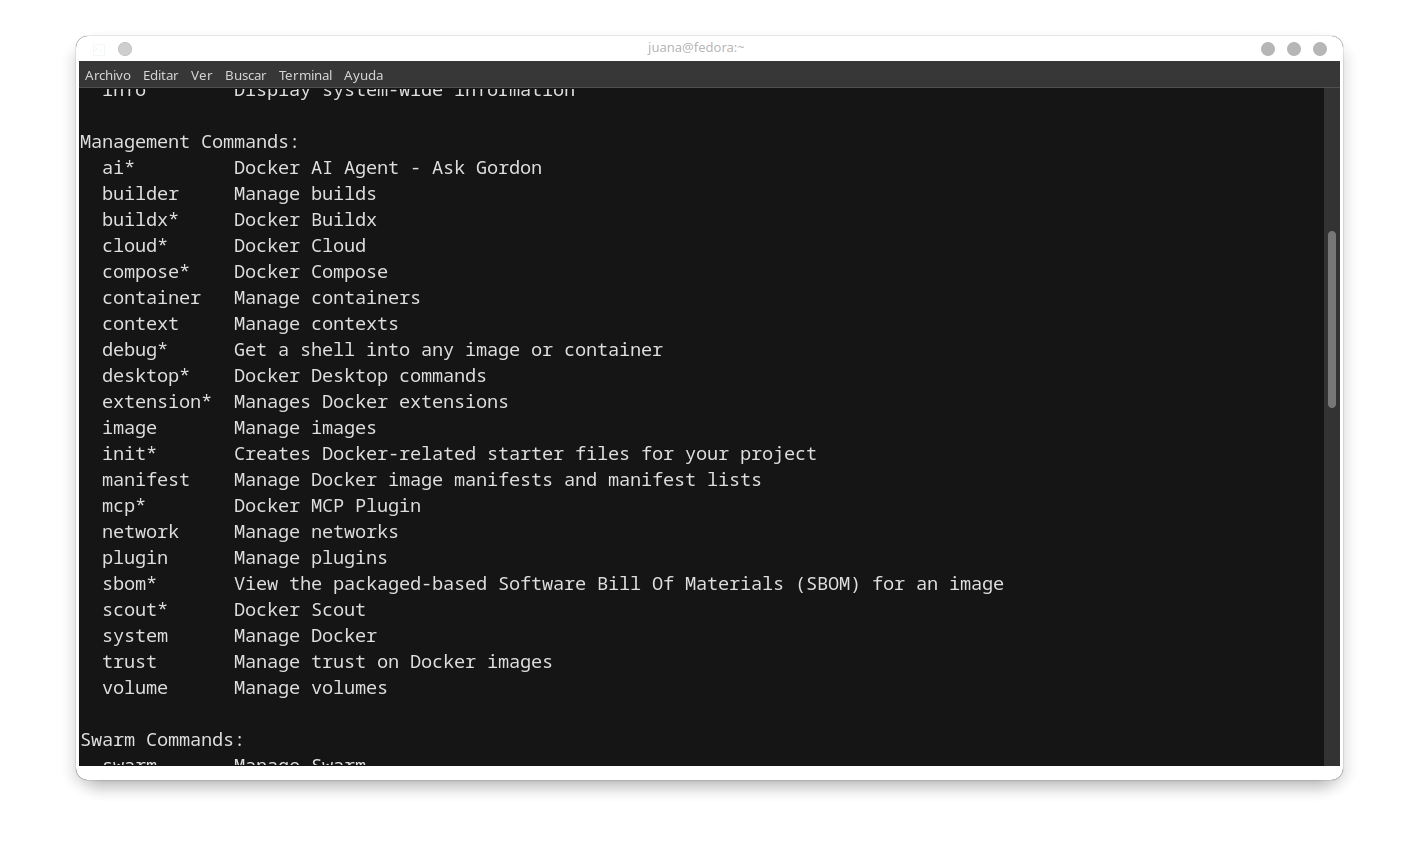 juana@fedora:~
Archivo Editar Ver Buscar Terminal Ayuda
info Display system-wide information
Management Commands:
ai* Docker AI Agent - Ask Gordon
builder Manage builds
buildx* Docker Buildx
cloud* Docker Cloud
compose* Docker Compose
container Manage containers
context Manage contexts
debug* Get a shell into any image or container
desktop* Docker Desktop commands
extension* Manages Docker extensions
image Manage images
init* Creates Docker-related starter files for your project
manifest Manage Docker image manifests and manifest lists
mcp* Docker MCP Plugin
network Manage networks
plugin Manage plugins
sbom* View the packaged-based Software Bill Of Materials (SBOM) for an image
scout* Docker Scout
system Manage Docker
trust Manage trust on Docker images
volume Manage volumes
Swarm Commands:
swarm Manage Swarm